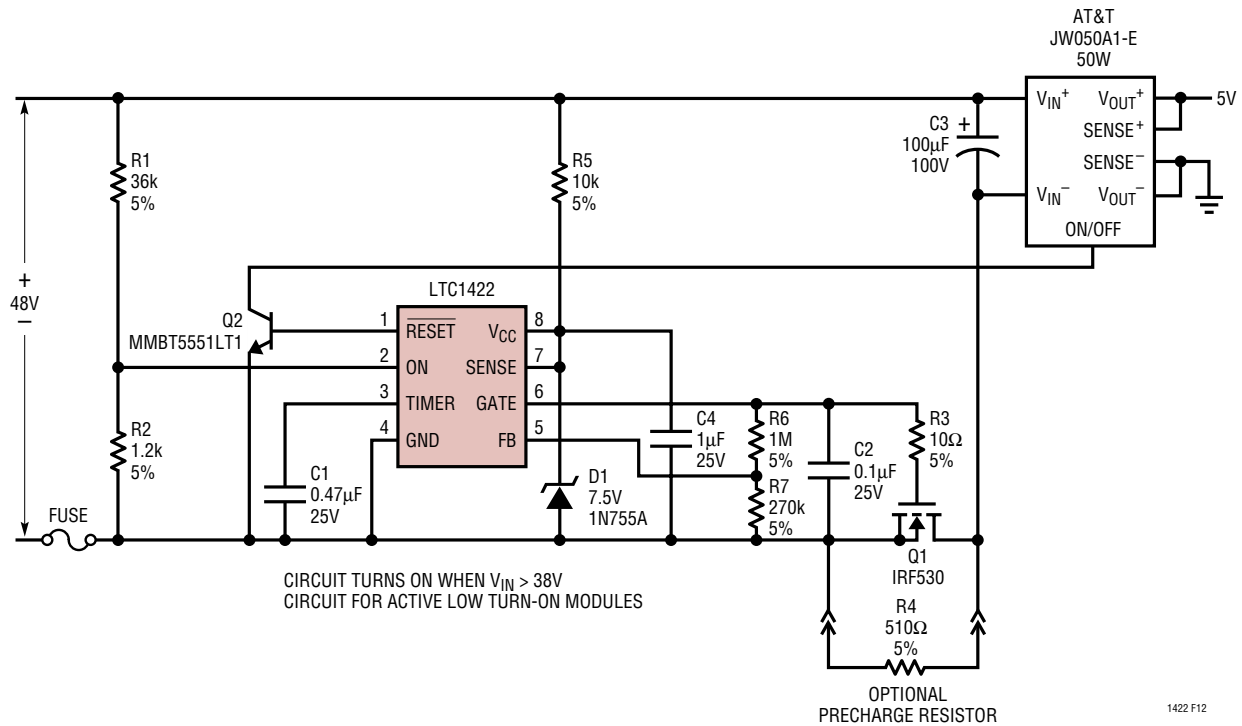 AT&T
JW050A1-E
50W
VIN+
VOUT+
5V
SENSE+
SENSE−
VIN−
VOUT−
ON/OFF
C3
+
100µF
100V
R1
36k
5%
R5
10k
5%
+
48V
−
LTC1422
Q2
MMBT5551LT1
1
RESET
VCC
8
2
ON
SENSE
7
3
TIMER
GATE
6
4
GND
FB
5
R2
1.2k
5%
C1
0.47µF
25V
D1
7.5V
1N755A
C4
1µF
25V
R6
1M
5%
R7
270k
5%
C2
0.1µF
25V
R3
10Ω
5%
Q1
IRF530
FUSE
CIRCUIT TURNS ON WHEN VIN > 38V
CIRCUIT FOR ACTIVE LOW TURN-ON MODULES
R4
510Ω
5%
OPTIONAL
PRECHARGE RESISTOR
1422 F12